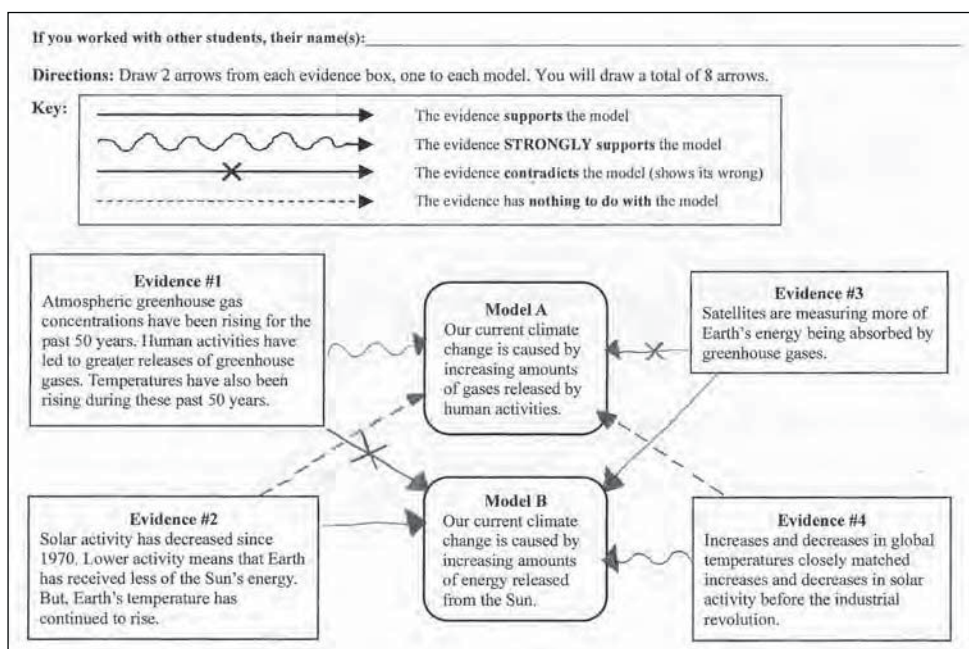 If you worked with other students, their name(s):
Directions: Draw 2 arrows from each evidence box, one to each model. You will draw a total of 8 arrows.
Key:
The evidence supports the model
The evidence STRONGLY supports the model
The evidence contradicts the model (shows its wrong)
The evidence has nothing to do with the model
Evidence #1
Atmospheric greenhouse gas
concentrations have been rising for the
past 50 years. Human activities have
led to greater releases of greenhouse
gases. Temperatures have also been
rising during these past 50 years.
Model A
Our current climate
change is caused by
increasing amounts
of gases released by
human activities.
Evidence #3
Satellites are measuring more of
Earth's energy being absorbed by
greenhouse gases.
Evidence #2
Solar activity has decreased since
1970. Lower activity means that Earth
has received less of the Sun's energy.
But, Earth's temperature has
continued to rise.
Model B
Our current climate
change is caused by
increasing amounts
of energy released
from the Sun.
Evidence #4
Increases and decreases in global
temperatures closely matched
increases and decreases in solar
activity before the industrial
revolution.